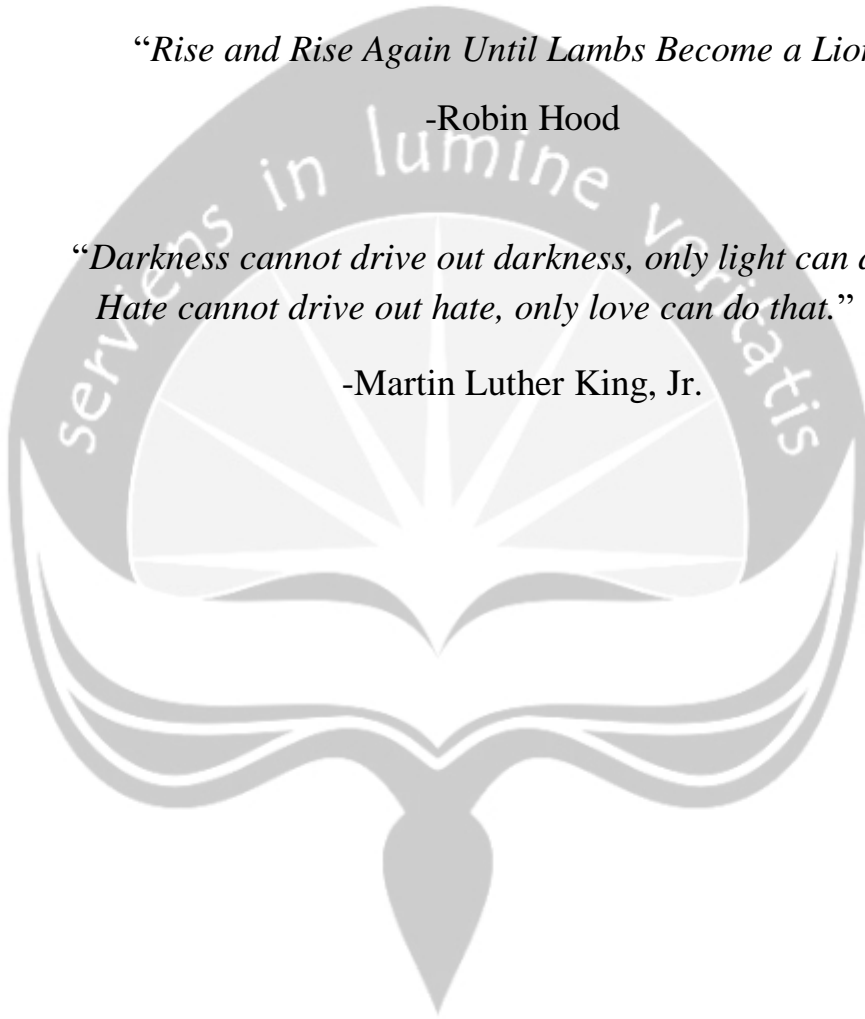 “Rise and Rise Again Until Lambs Become a Lion
-Robin Hood
serviens in lumine veritatis
“Darkness cannot drive out darkness, only light can
Hate cannot drive out hate, only love can do that.”
-Martin Luther King, Jr.